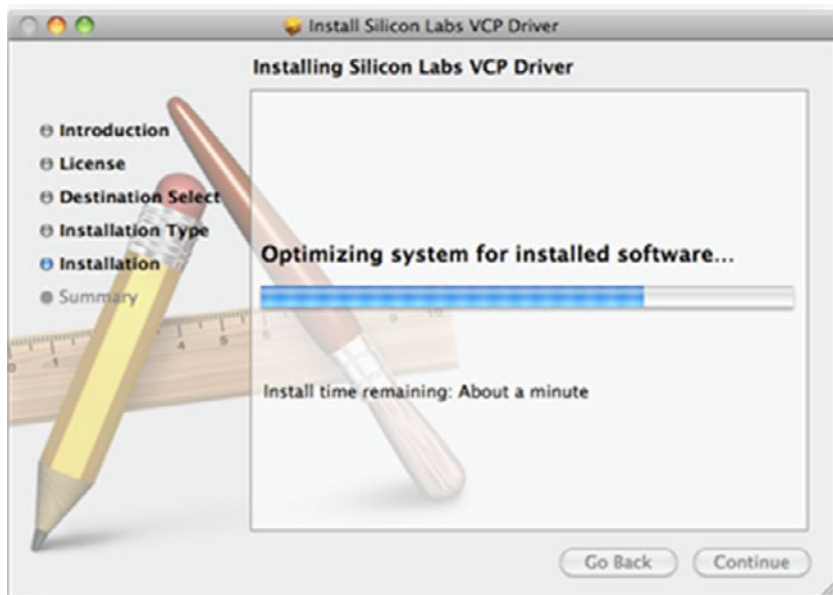 Install Silicon Labs VCP Driver
Installing Silicon Labs VCP Driver
Introduction
License
Destination Select
Installation Type
Installation
Summary
Optimizing system for installed software...
Install time remaining: About a minute
Go Back
Continue